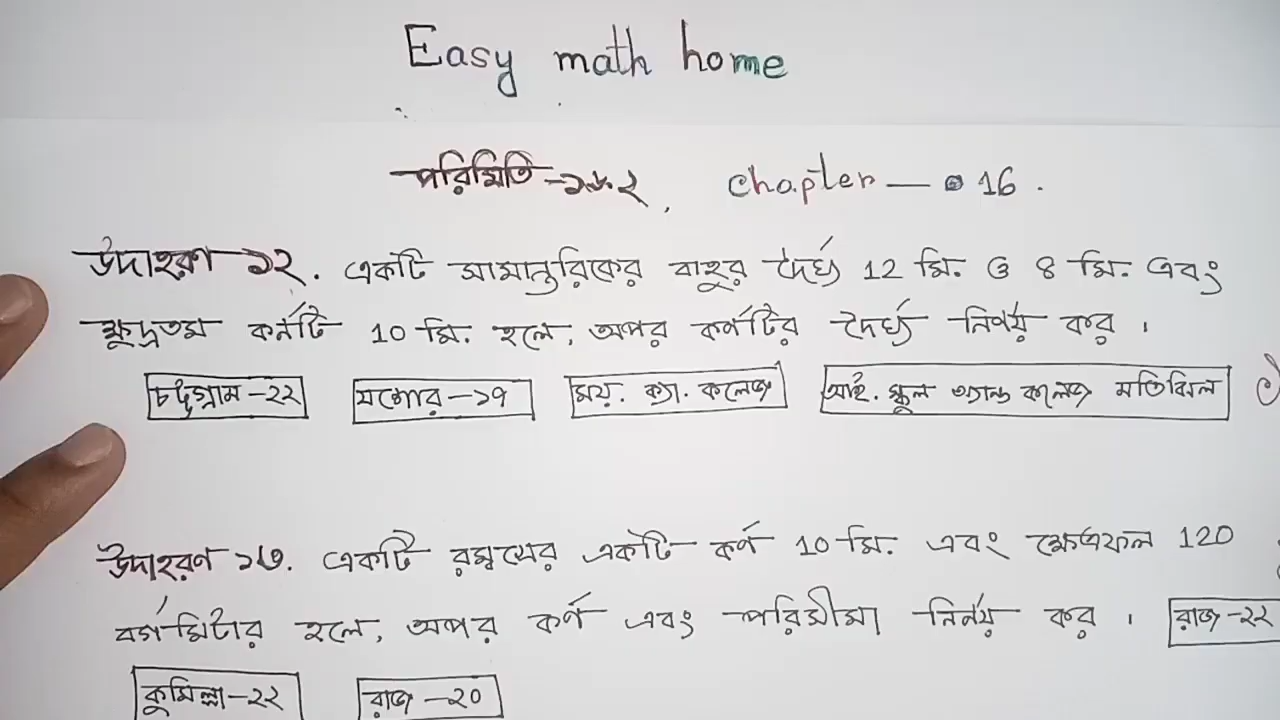 Easy math home
পরিমিতি-১৬.২, chapter — 16.
উদাহরণ ১২. একটি সামান্তরিকের বাহুর দৈর্ঘ্য 12 মি. ও 8 মি. এবং
ক্ষুদ্রতম কর্নটি 10 মি. হলে, অপর কর্ণটির দৈর্ঘ্য নির্ণয় কর।
চট্টগ্রাম-২২ যশোর-১৭ ময়. ক্যা. কলেজ আই. স্কুল অ্যান্ড কলেজ মতিঝিল
উদাহরণ ১৩. একটি রম্বসের একটি কর্ণ 10 মি. এবং ক্ষেত্রফল 120
বর্গমিটার হলে, অপর কর্ণ এবং পরিসীমা নির্ণয় কর। রাজ-২২
কুমিল্লা-২২ রাজ-২০